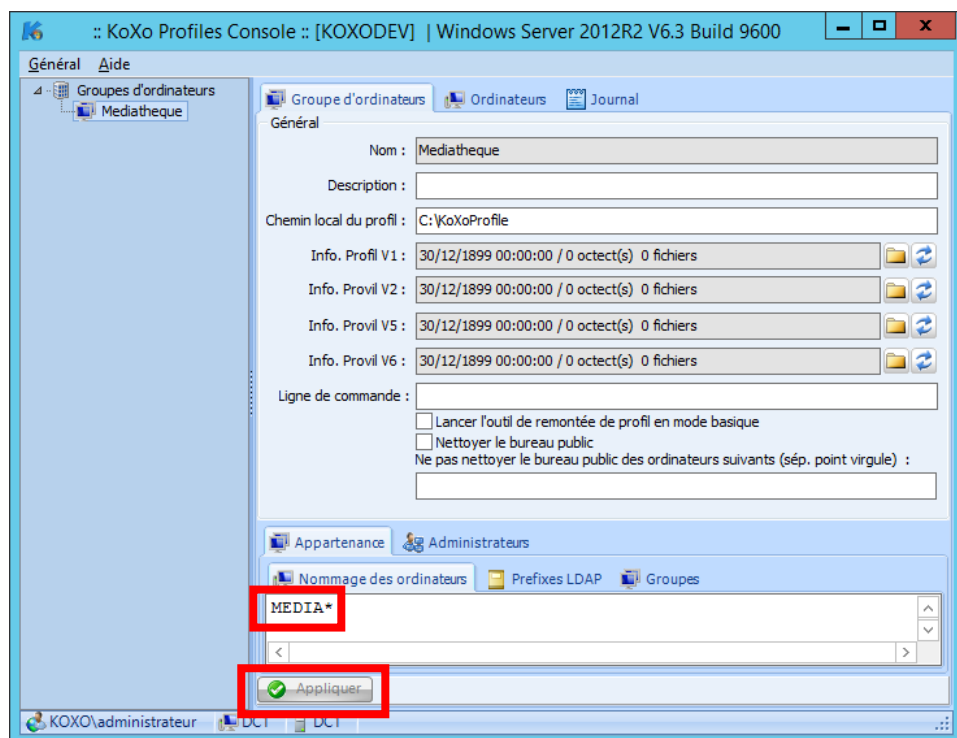 :: KoXo Profiles Console :: [KOXODEV] | Windows Server 2012R2 V6.3 Build 9600
Général Aide
Groupes d'ordinateurs
Mediatheque
Groupe d'ordinateurs Ordinateurs Journal
Général
Nom : Mediatheque
Description :
Chemin local du profil : C:\KoXoProfile
Info. Profil V1 : 30/12/1899 00:00:00 / 0 octect(s) 0 fichiers
Info. Provil V2 : 30/12/1899 00:00:00 / 0 octect(s) 0 fichiers
Info. Provil V5 : 30/12/1899 00:00:00 / 0 octect(s) 0 fichiers
Info. Provil V6 : 30/12/1899 00:00:00 / 0 octect(s) 0 fichiers
Ligne de commande :
Lancer l'outil de remontée de profil en mode basique
Nettoyer le bureau public
Ne pas nettoyer le bureau public des ordinateurs suivants (sép. point virgule) :
Appartenance Administrateurs
Nommage des ordinateurs Prefixes LDAP Groupes
MEDIA*
Appliquer
KOXO\administrateur DCT DCT